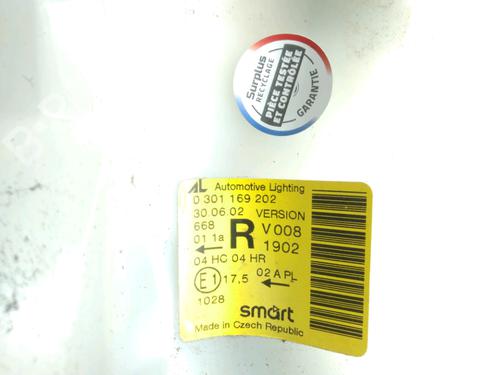 Surplus
RECYCLAGE
PIÈCE TESTÉE
ET CONTRÔLÉE
GARANTIE
AL Automotive Lighting
0 301 169 202
30.06.02 VERSION
668 R V008
01 1a 1902
04 HC 04 HR
E1 17,5 02 A PL
1028
smart
Made in Czech Republic